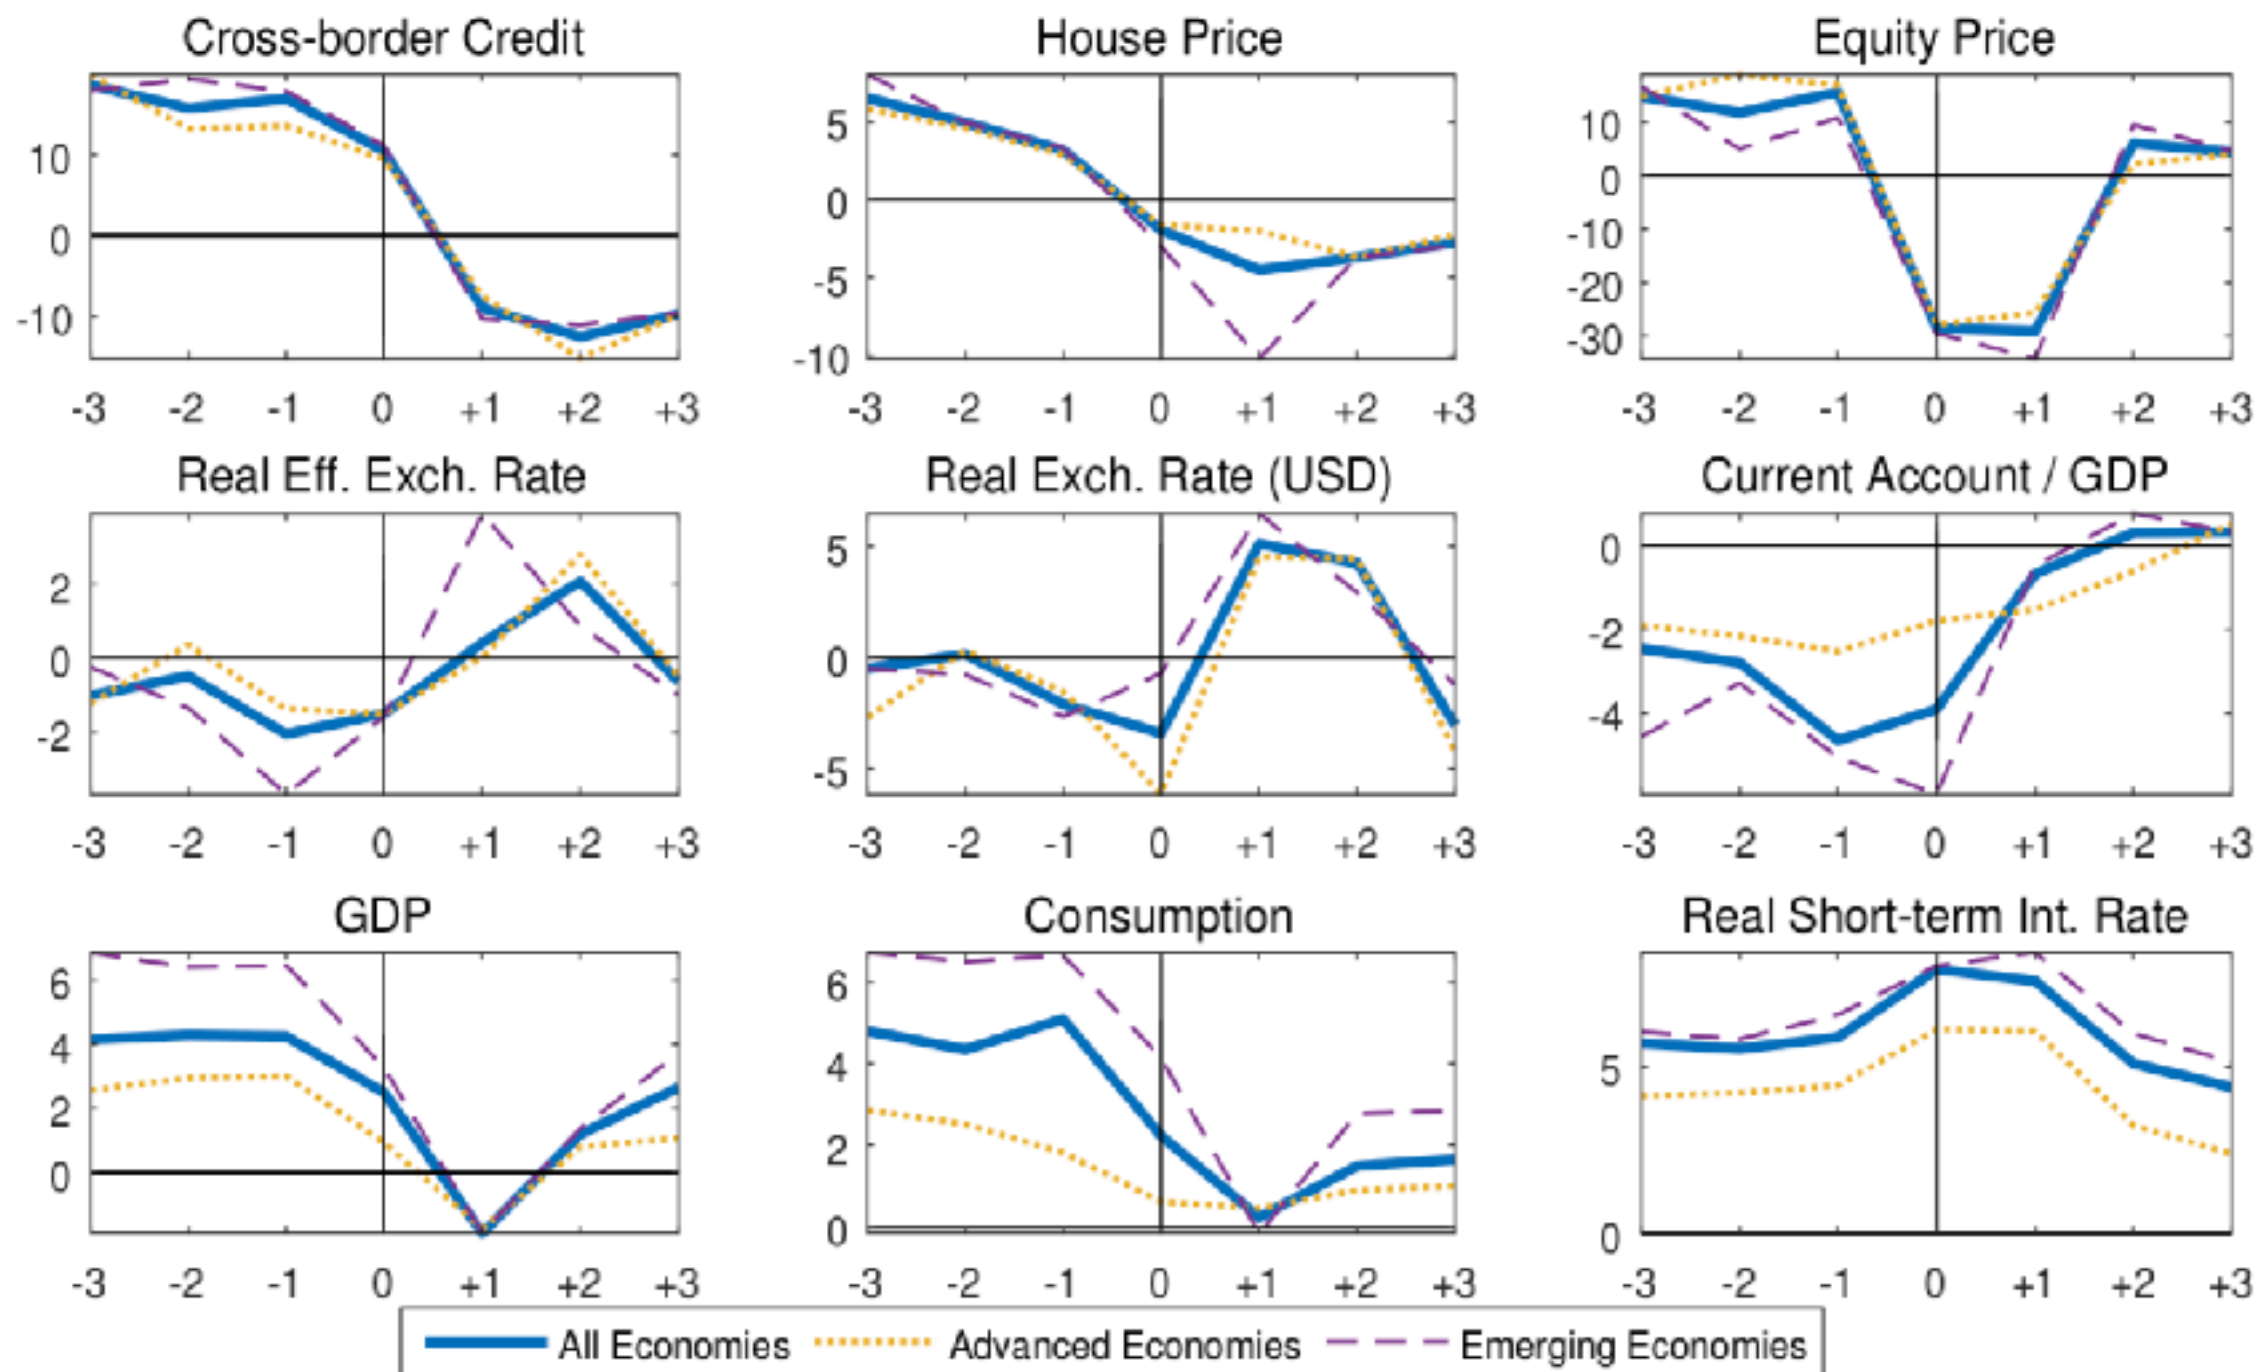 Cross-border Credit House Price Equity Price
10
0
-10
-3 -2 -1 0 +1 +2 +3
5
0
-5
-10
-3 -2 -1 0 +1 +2 +3
10
0
-10
-20
-30
-3 -2 -1 0 +1 +2 +3
Real Eff. Exch. Rate Real Exch. Rate (USD) Current Account / GDP
2
0
-2
-3 -2 -1 0 +1 +2 +3
5
0
-5
-3 -2 -1 0 +1 +2 +3
0
-2
-4
-3 -2 -1 0 +1 +2 +3
GDP Consumption Real Short-term Int. Rate
6
4
2
0
-3 -2 -1 0 +1 +2 +3
6
4
2
0
-3 -2 -1 0 +1 +2 +3
5
0
-3 -2 -1 0 +1 +2 +3
All Economies Advanced Economies Emerging Economies